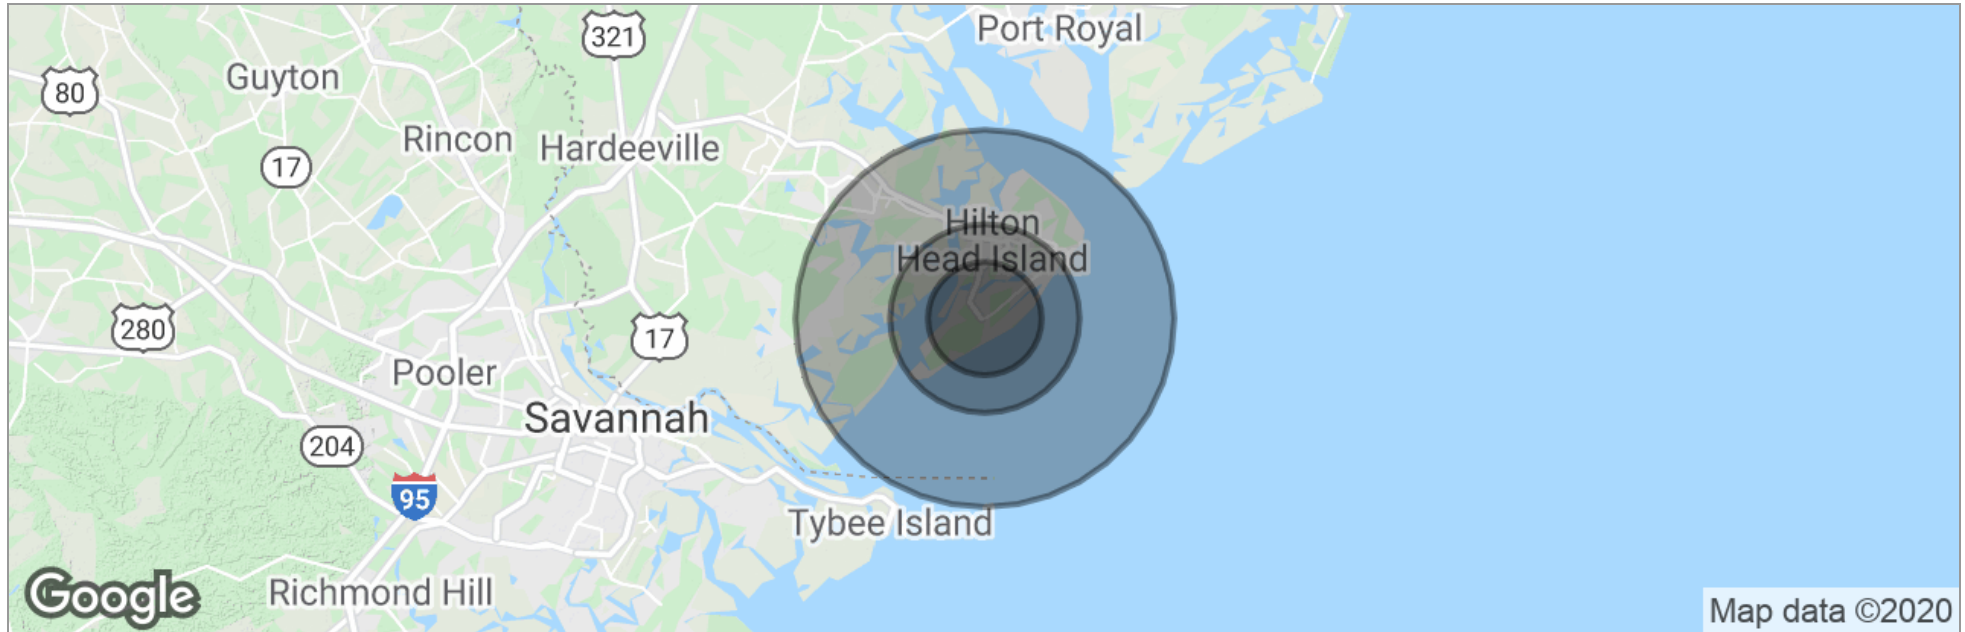 Port Royal
321
Guyton
80
Rincon
Hardeeville
17
Hilton
Head Island
280
17
Pooler
Savannah
204
95
Tybee Island
Richmond Hill
Google
Map data ©2020